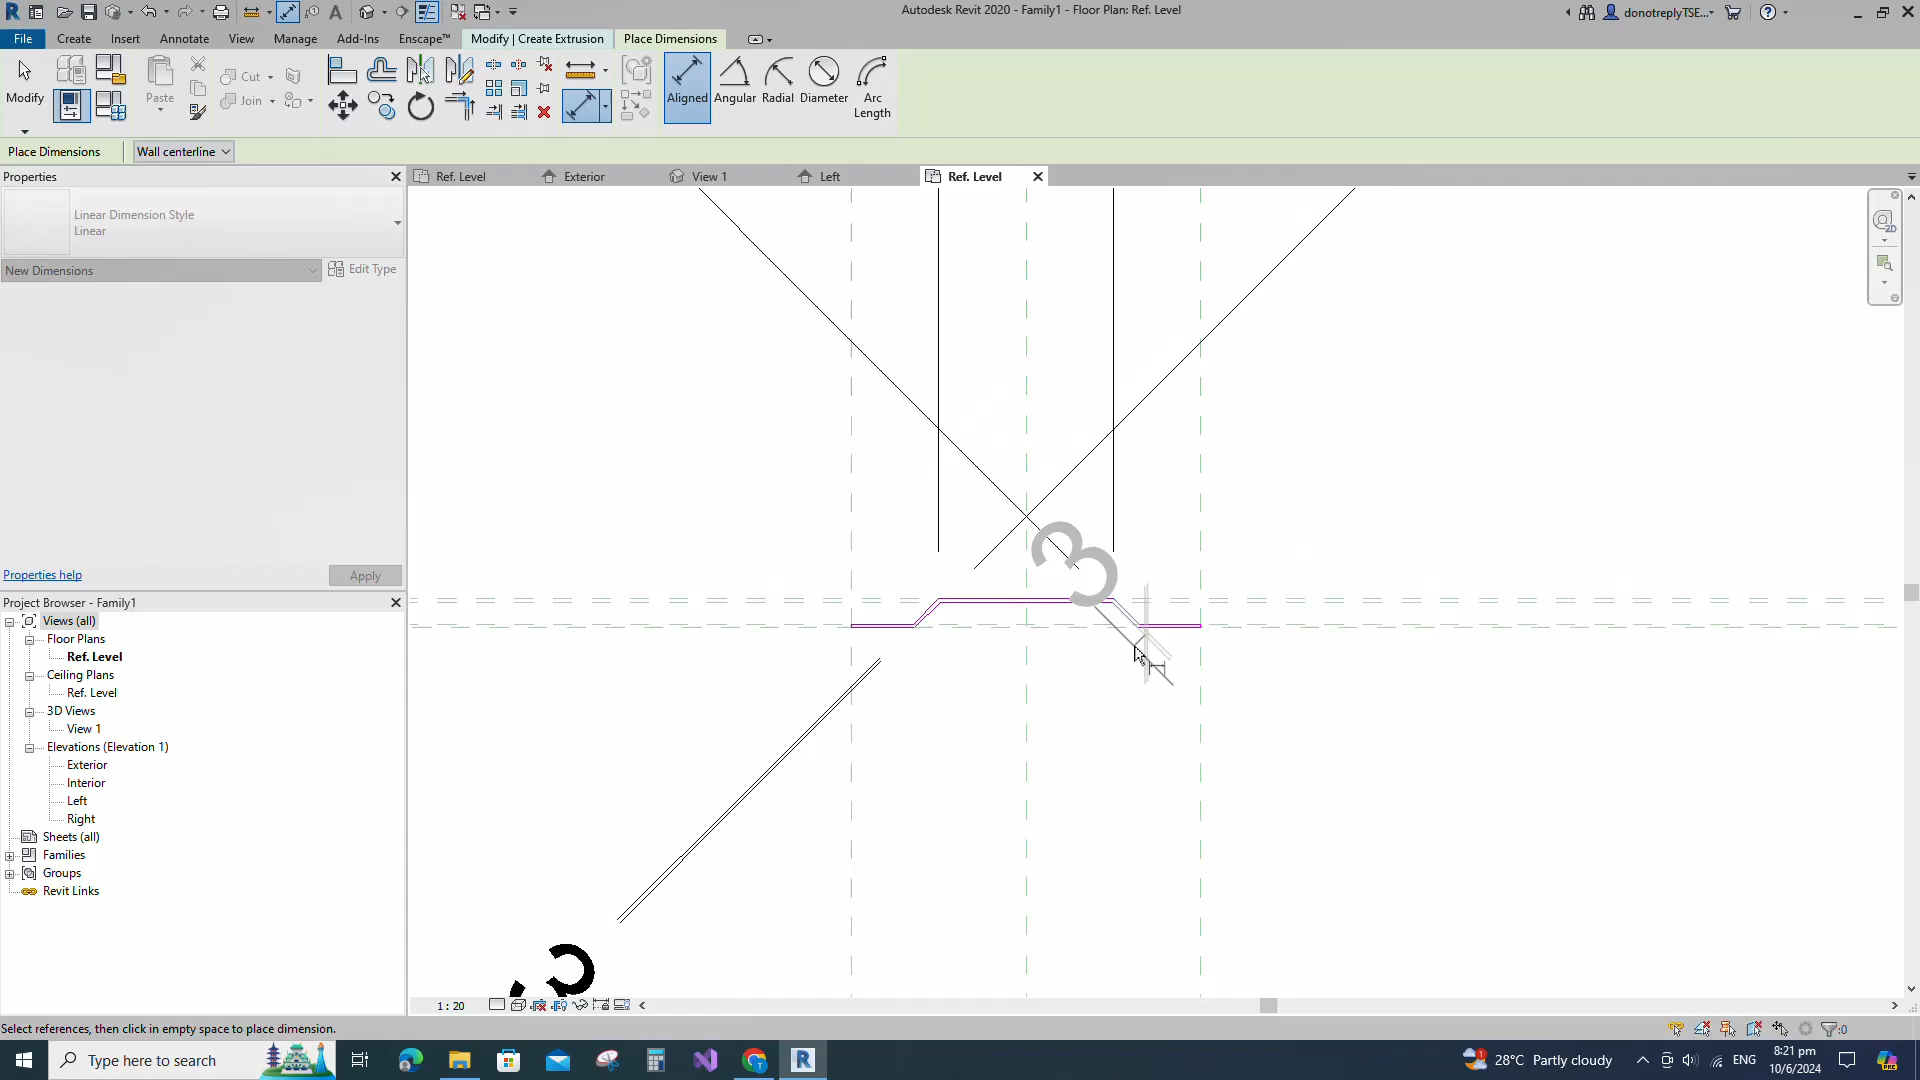 Autodesk Revit 2020 - Family1 - Floor Plan: Ref. Level
donotreplyTSE...
File Create Insert Annotate View Manage Add-Ins Enscape™ Modify | Create Extrusion Place Dimensions
Modify
Paste
Cut
Join
Aligned Angular Radial Diameter Arc
Length
Place Dimensions Wall centerline
Properties
Ref. Level Exterior View 1 Left Ref. Level
Linear Dimension Style
Linear
New Dimensions Edit Type
2D
3
3
Properties help Apply
Project Browser - Family1
Views (all)
Floor Plans
Ref. Level
Ceiling Plans
Ref. Level
3D Views
View 1
Elevations (Elevation 1)
Exterior
Interior
Left
Right
Sheets (all)
Families
Groups
Revit Links
1 : 20
Select references, then click in empty space to place dimension.
:0
Type here to search
28°C Partly cloudy
ENG
8:21 pm
10/6/2024